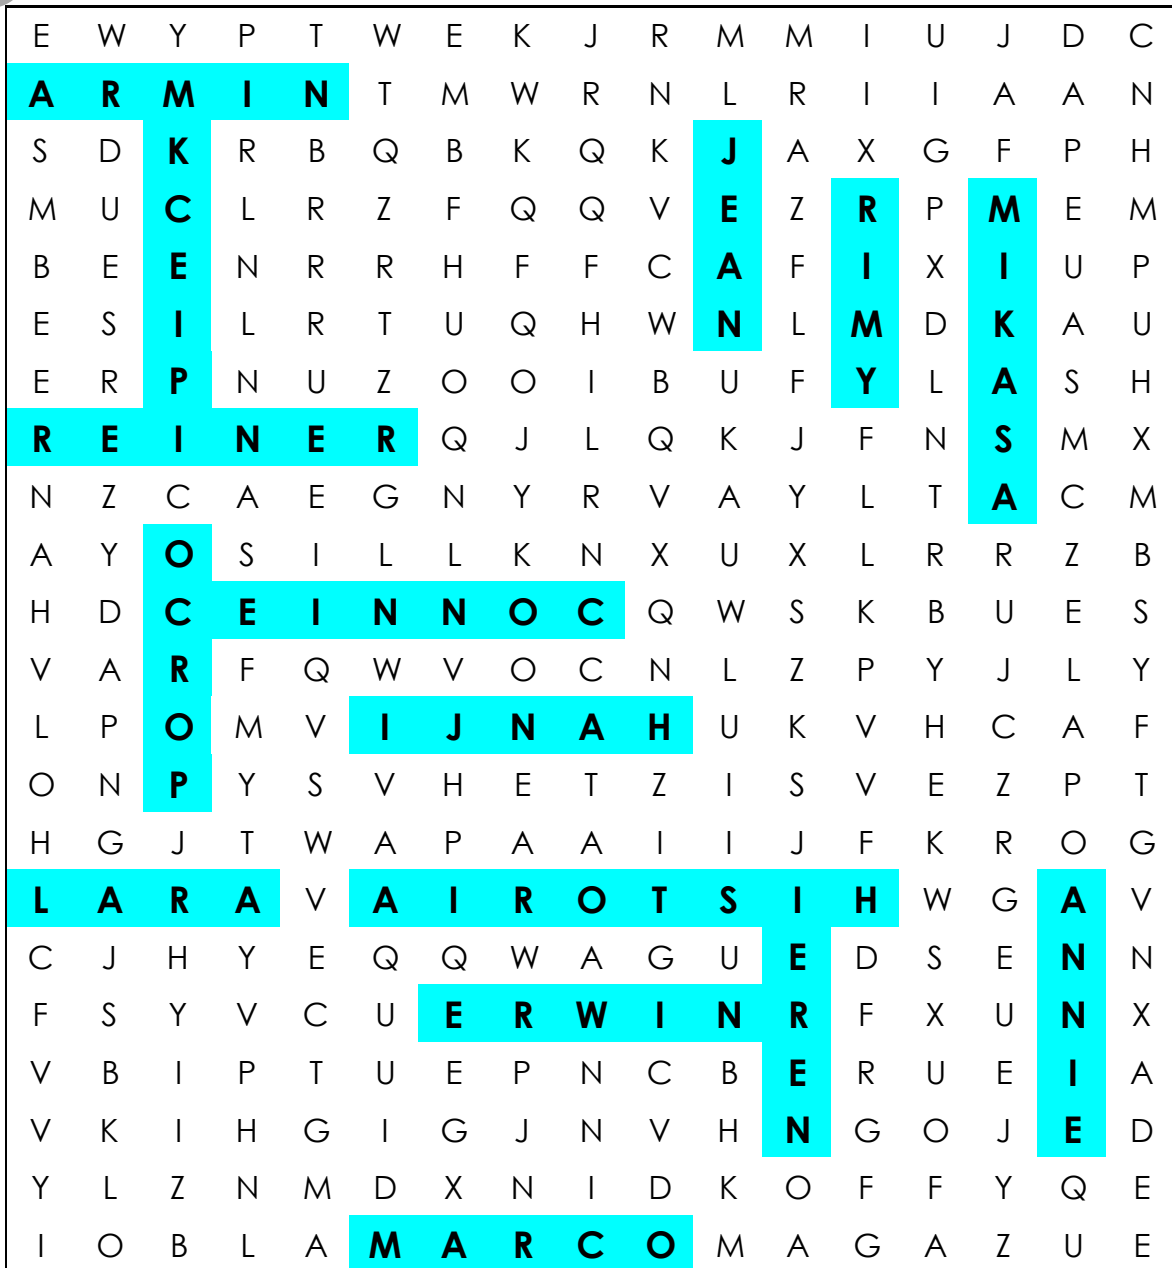 E W Y P T W E K J R M M I U J D C
A R M I N T M W R N L R I I A A N
S D K R B Q B K Q K J A X G F P H
M U C L R Z F Q Q V E Z R P M E M
B E E N R R H F F C A F I X I U P
E S I L R T U Q H W N L M D K A U
E R P N U Z O O I B U F Y L A S H
R E I N E R Q J L Q K J F N S M X
N Z C A E G N Y R V A Y L T A C M
A Y O S I L L K N X U X L R R Z B
H D C E I N N O C Q W S K B U E S
V A R F Q W V O C N L Z P Y J L Y
L P O M V I J N A H U K V H C A F
O N P Y S V H E T Z I S V E Z P T
H G J T W A P A A I I J F K R O G
L A R A V A I R O T S I H W G A V
C J H Y E Q Q W A G U E D S E N N
F S Y V C U E R W I N R F X U N X
V B I P T U E P N C B E R U E I A
V K I H G I G J N V H N G O J E D
Y L Z N M D X N I D K O F F Y Q E
I O B L A M A R C O M A G A Z U E